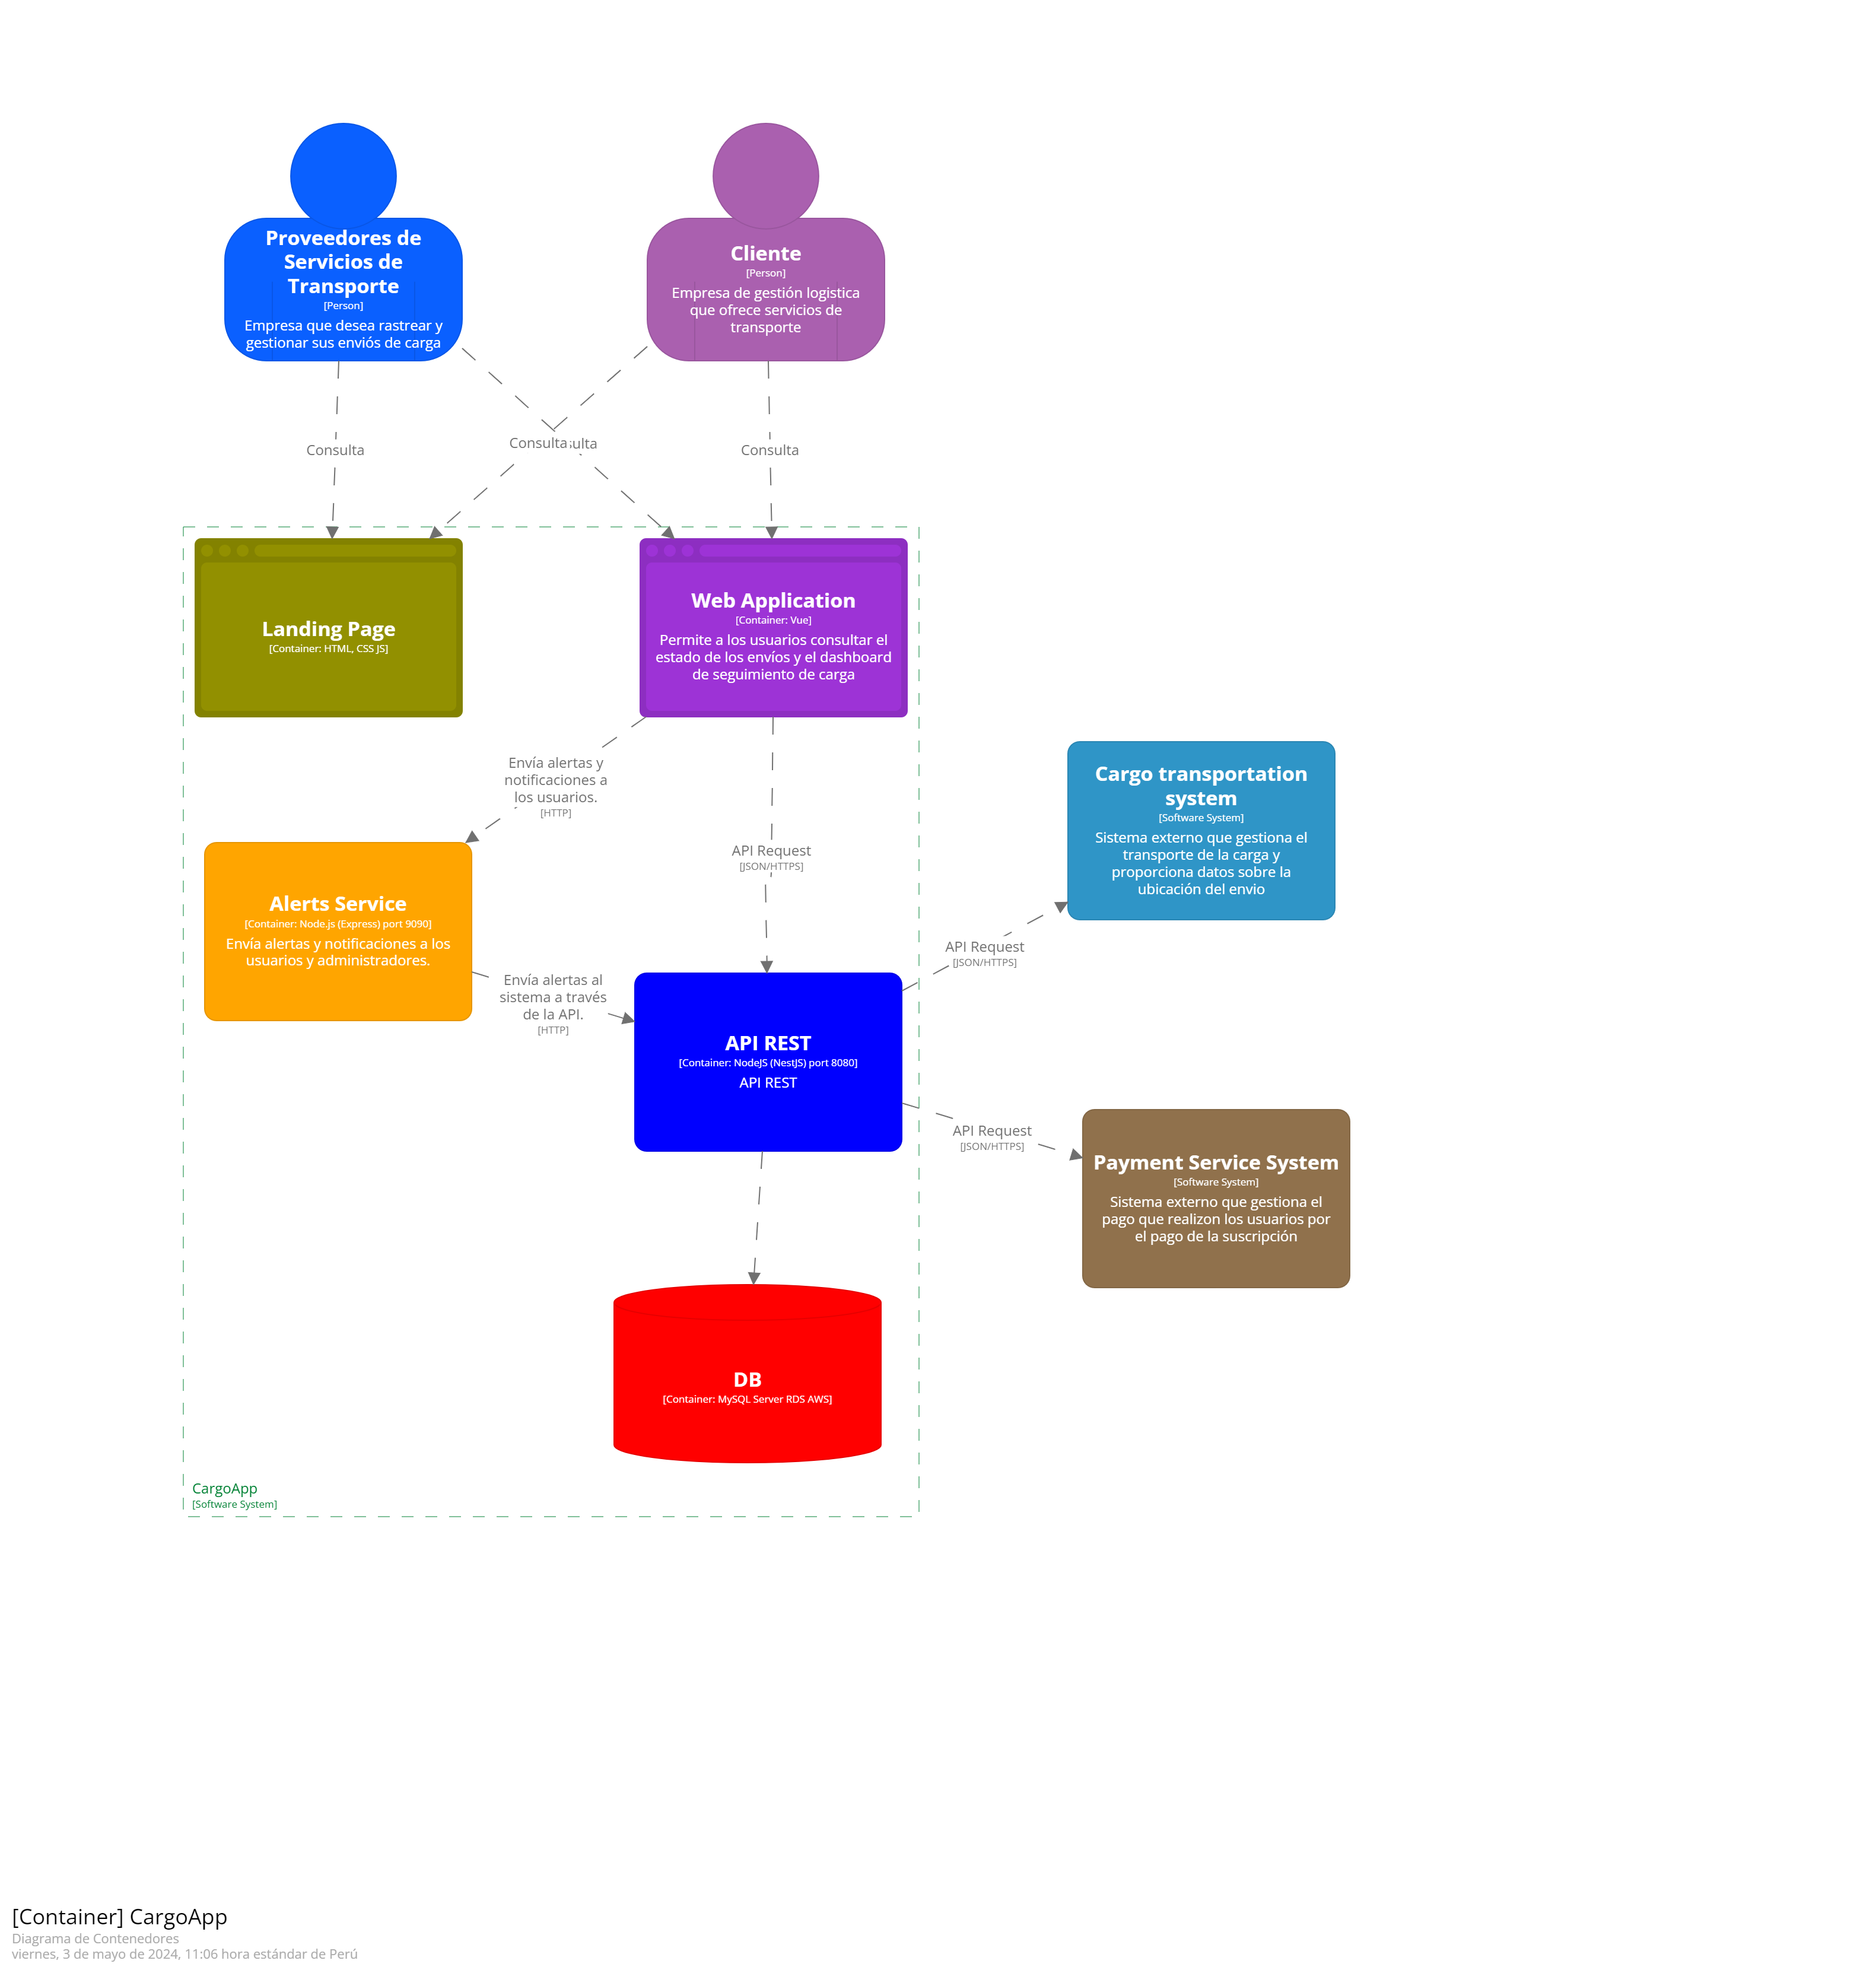 Proveedores de
Servicios de
Transporte
[Person]
Empresa que desea rastrear y
gestionar sus enviós de carga
Cliente
[Person]
Empresa de gestión logistica
que ofrece servicios de
transporte
Consulta
Consulta
ulta
Consulta
Landing Page
[Container: HTML, CSS JS]
Web Application
[Container: Vue]
Permite a los usuarios consultar el
estado de los envíos y el dashboard
de seguimiento de carga
Envía alertas y
notificaciones a
los usuarios.
[HTTP]
API Request
[JSON/HTTPS]
Cargo transportation
system
[Software System]
Sistema externo que gestiona el
transporte de la carga y
proporciona datos sobre la
ubicación del envio
Alerts Service
[Container: Node.js (Express) port 9090]
Envía alertas y notificaciones a los
usuarios y administradores.
Envía alertas al
sistema a través
de la API.
[HTTP]
API Request
[JSON/HTTPS]
API REST
[Container: NodeJS (NestJS) port 8080]
API REST
API Request
[JSON/HTTPS]
Payment Service System
[Software System]
Sistema externo que gestiona el
pago que realizon los usuarios por
el pago de la suscripción
DB
[Container: MySQL Server RDS AWS]
CargoApp
[Software System]
[Container] CargoApp
Diagrama de Contenedores
viernes, 3 de mayo de 2024, 11:06 hora estándar de Perú